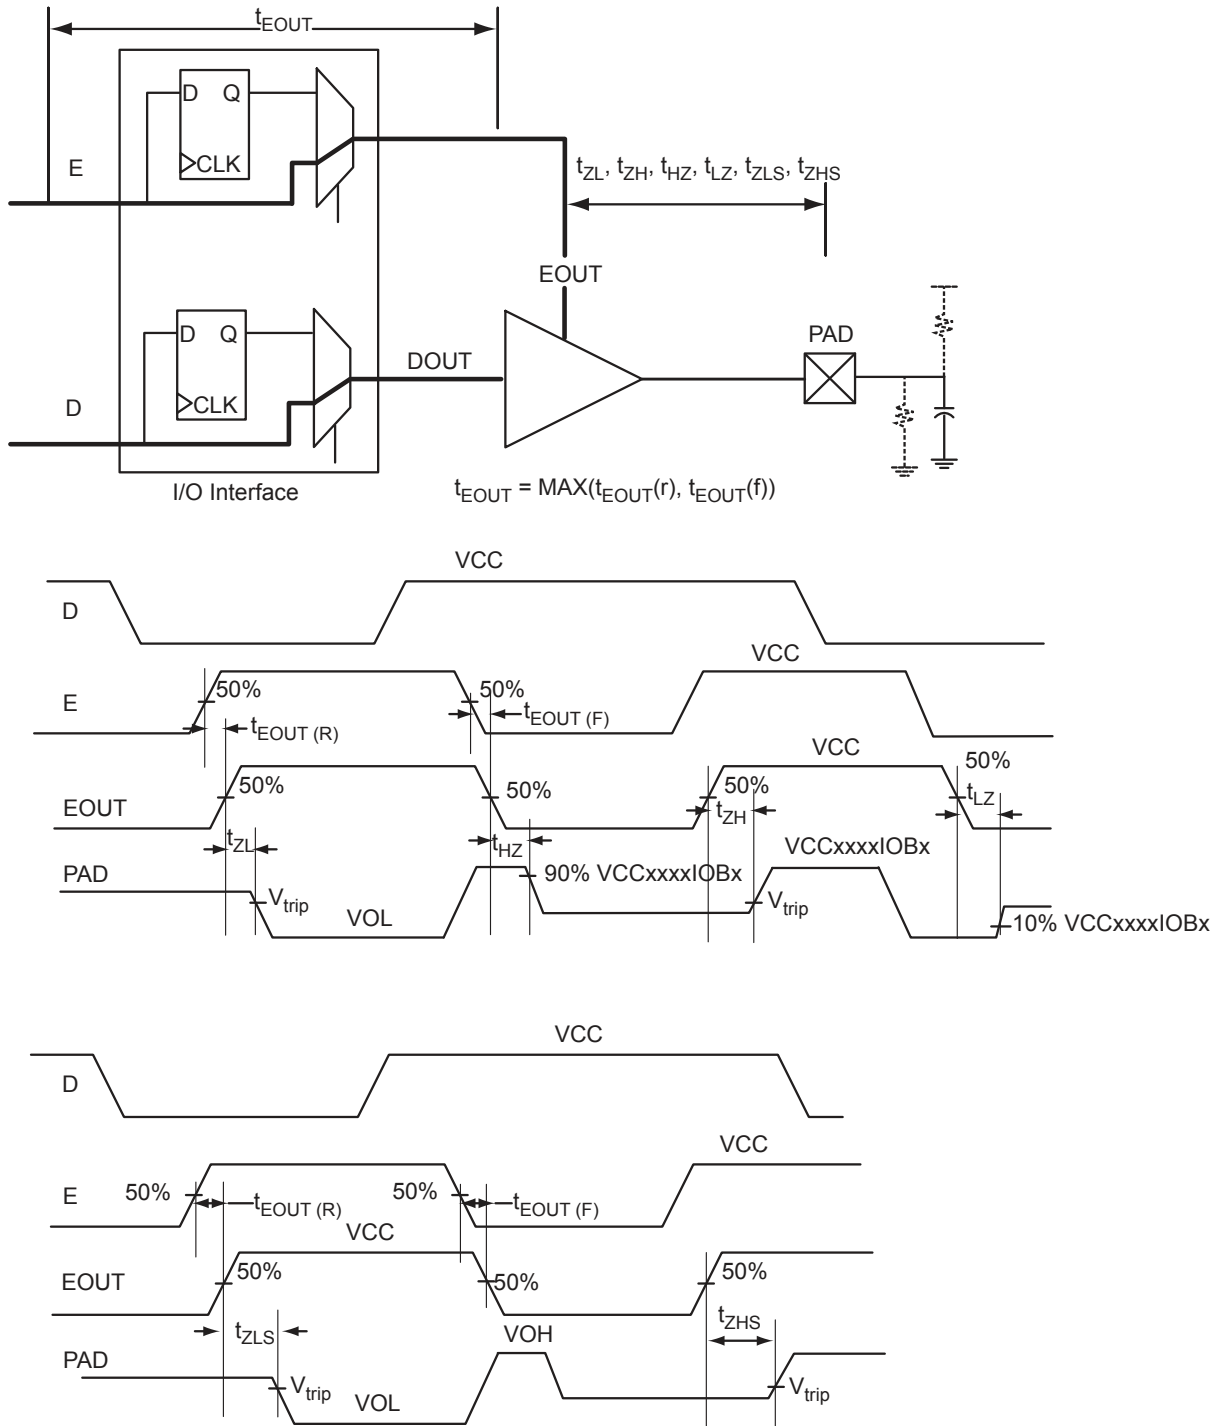 tEOUT
D Q
CLK
E
tZL, tZH, tHZ, tLZ, tZLS, tZHS
EOUT
D Q
CLK
D
DOUT
PAD
I/O Interface
tEOUT = MAX(tEOUT(r), tEOUT(f))
VCC
D
VCC
E
50%
50%
tEOUT (R)
tEOUT (F)
VCC
50%
EOUT
50%
50%
50%
tZL
tHZ
tZH
tLZ
PAD
90% VCCxxxxIOBx
VCCxxxxIOBx
Vtrip
VOL
Vtrip
10% VCCxxxxIOBx
VCC
D
VCC
E
50%
50%
tEOUT (R)
tEOUT (F)
VCC
EOUT
50%
50%
50%
tZLS
tZHS
PAD
VOH
Vtrip
VOL
Vtrip